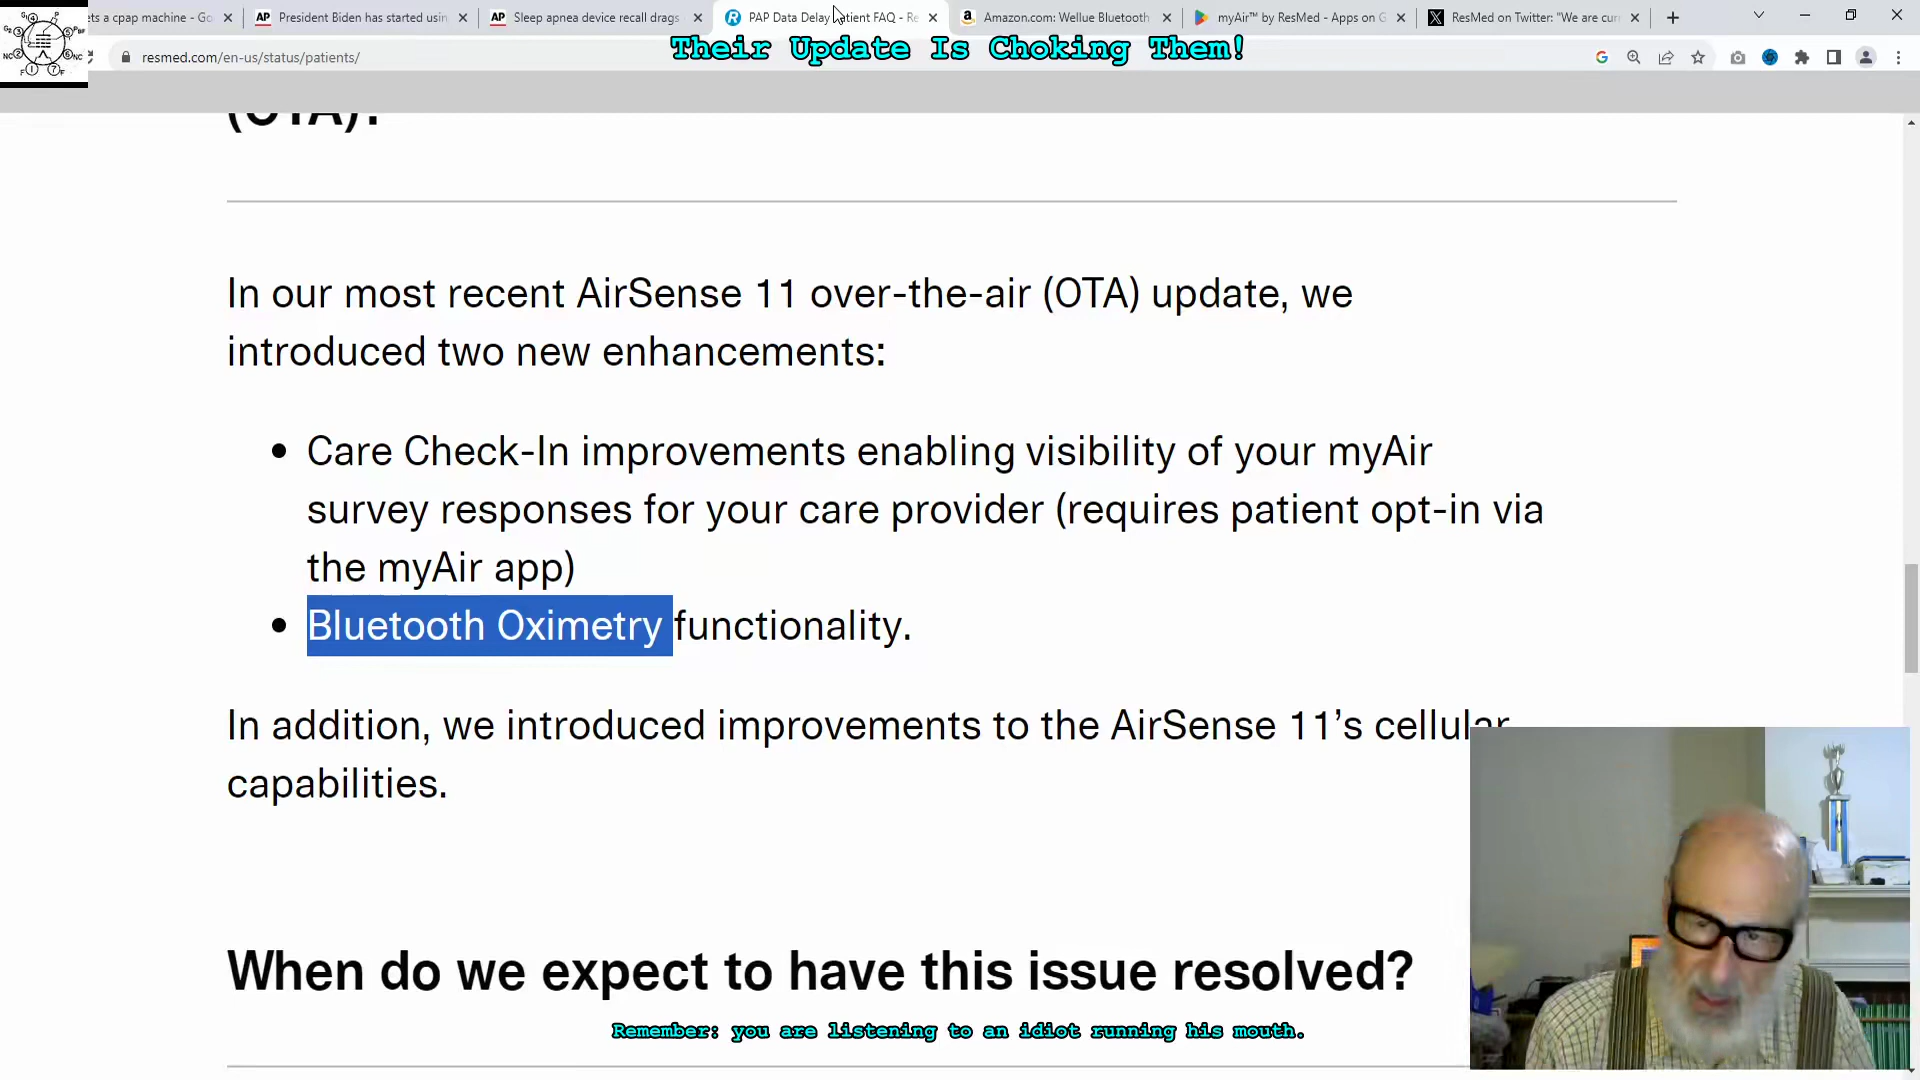 ets a cpap machine - Go
AP President Biden has started usin
AP Sleep apnea device recall drags
R PAP Data Delay Patient FAQ - Re
a Amazon.com: Wellue Bluetooth
myAir™ by ResMed - Apps on G
X ResMed on Twitter: "We are curr
resmed.com/en-us/status/patients/
Their Update Is Choking Them!
(OTA)?
In our most recent AirSense 11 over-the-air (OTA) update, we
introduced two new enhancements:
• Care Check-In improvements enabling visibility of your myAir
survey responses for your care provider (requires patient opt-in via
the myAir app)
• Bluetooth Oximetry functionality.
In addition, we introduced improvements to the AirSense 11’s cellular
capabilities.
When do we expect to have this issue resolved?
Remember: you are listening to an idiot running his mouth.